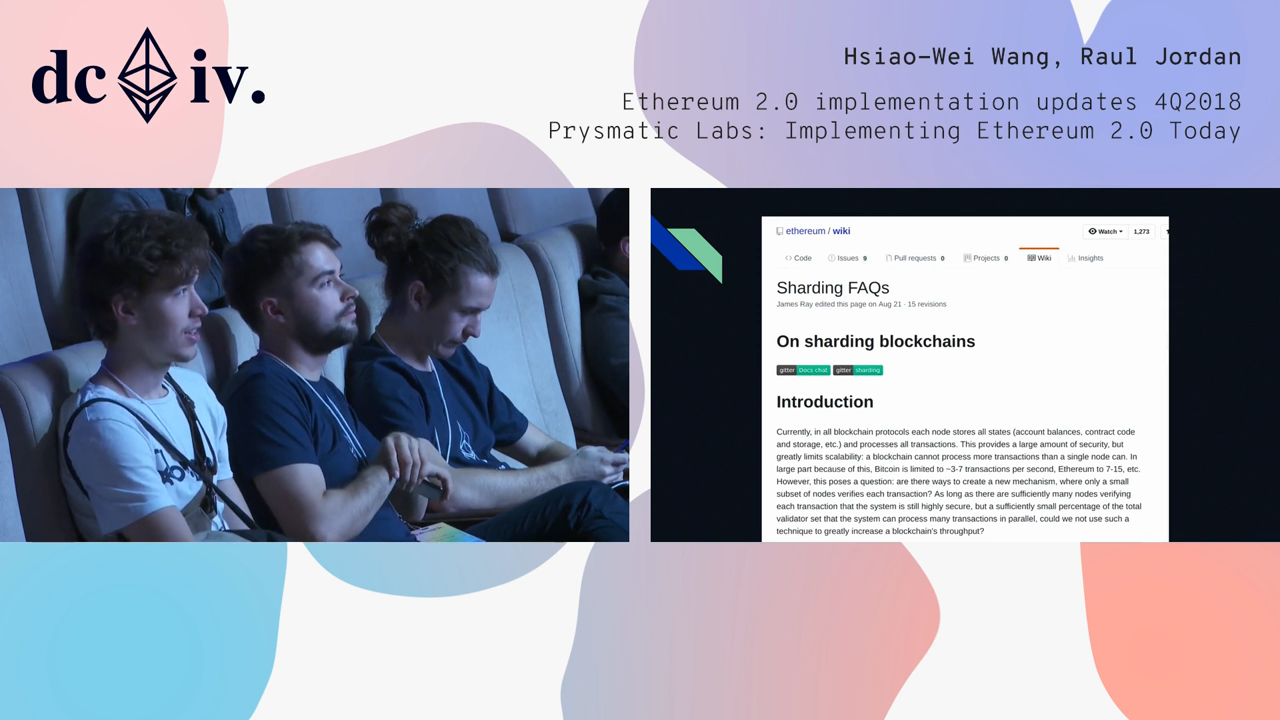 dc iv.
Hsiao-Wei Wang, Raul Jordan
Ethereum 2.0 implementation updates 4Q2018
Prysmatic Labs: Implementing Ethereum 2.0 Today
ethereum / wiki
Watch
1,273
Code
Issues 9
Pull requests 0
Projects 0
Wiki
Insights
Sharding FAQs
James Ray edited this page on Aug 21 · 15 revisions
On sharding blockchains
gitter Docs chat gitter sharding
Introduction
Currently, in all blockchain protocols each node stores all states (account balances, contract code
and storage, etc.) and processes all transactions. This provides a large amount of security, but
greatly limits scalability: a blockchain cannot process more transactions than a single node can. In
large part because of this, Bitcoin is limited to ~3-7 transactions per second, Ethereum to 7-15, etc.
However, this poses a question: are there ways to create a new mechanism, where only a small
subset of nodes verifies each transaction? As long as there are sufficiently many nodes verifying
each transaction that the system is still highly secure, but a sufficiently small percentage of the total
validator set that the system can process many transactions in parallel, could we not use such a
technique to greatly increase a blockchain's throughput?